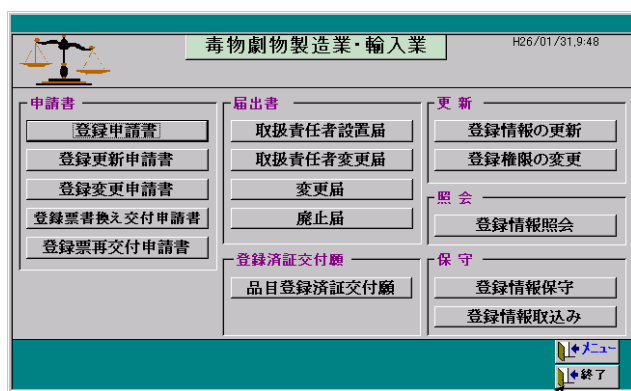 毒物劇物製造業・輸入業
H26/01/31,9:48
申請書
登録申請書
登録更新申請書
登録変更申請書
登録票書換え交付申請書
登録票再交付申請書
届出書
取扱責任者設置届
取扱責任者変更届
変更届
廃止届
登録済証交付願
品目登録済証交付願
更 新
登録情報の更新
登録権限の変更
照 会
登録情報照会
保 守
登録情報保守
登録情報取込み
メニュー
終了